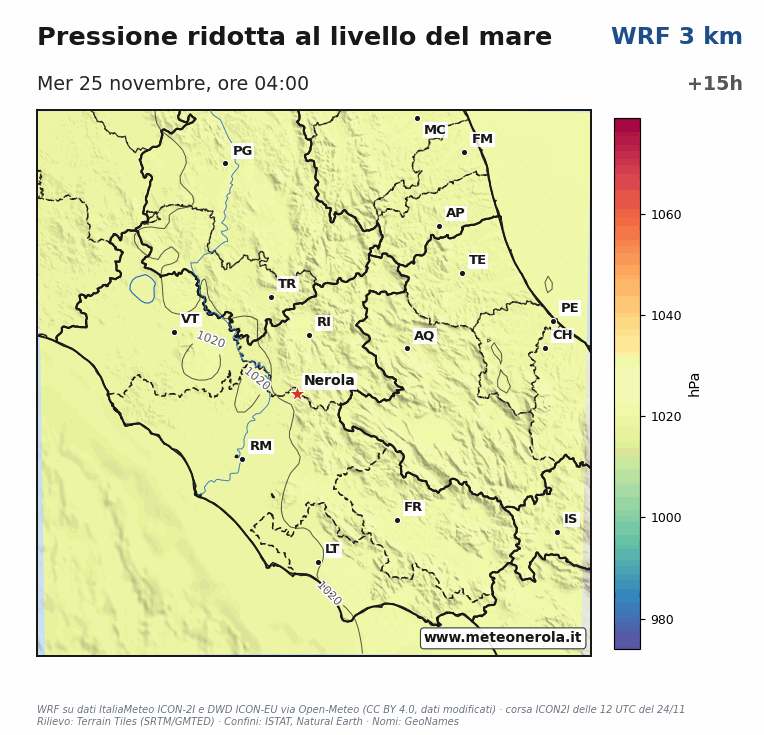 Pressione ridotta al livello del mare
WRF 3 km
Mer 25 novembre, ore 04:00
+15h
MC
FM
PG
AP
TE
TR
PE
VT
RI
CH
AQ
1020
1020
Nerola
RM
FR
IS
LT
1020
www.meteonerola.it
1060
1040
1020
1000
980
hPa
WRF su dati ItaliaMeteo ICON-2I e DWD ICON-EU via Open-Meteo (CC BY 4.0, dati modificati) · corsa ICON2I delle 12 UTC del 24/11
Rilievo: Terrain Tiles (SRTM/GMTED) · Confini: ISTAT, Natural Earth · Nomi: GeoNames